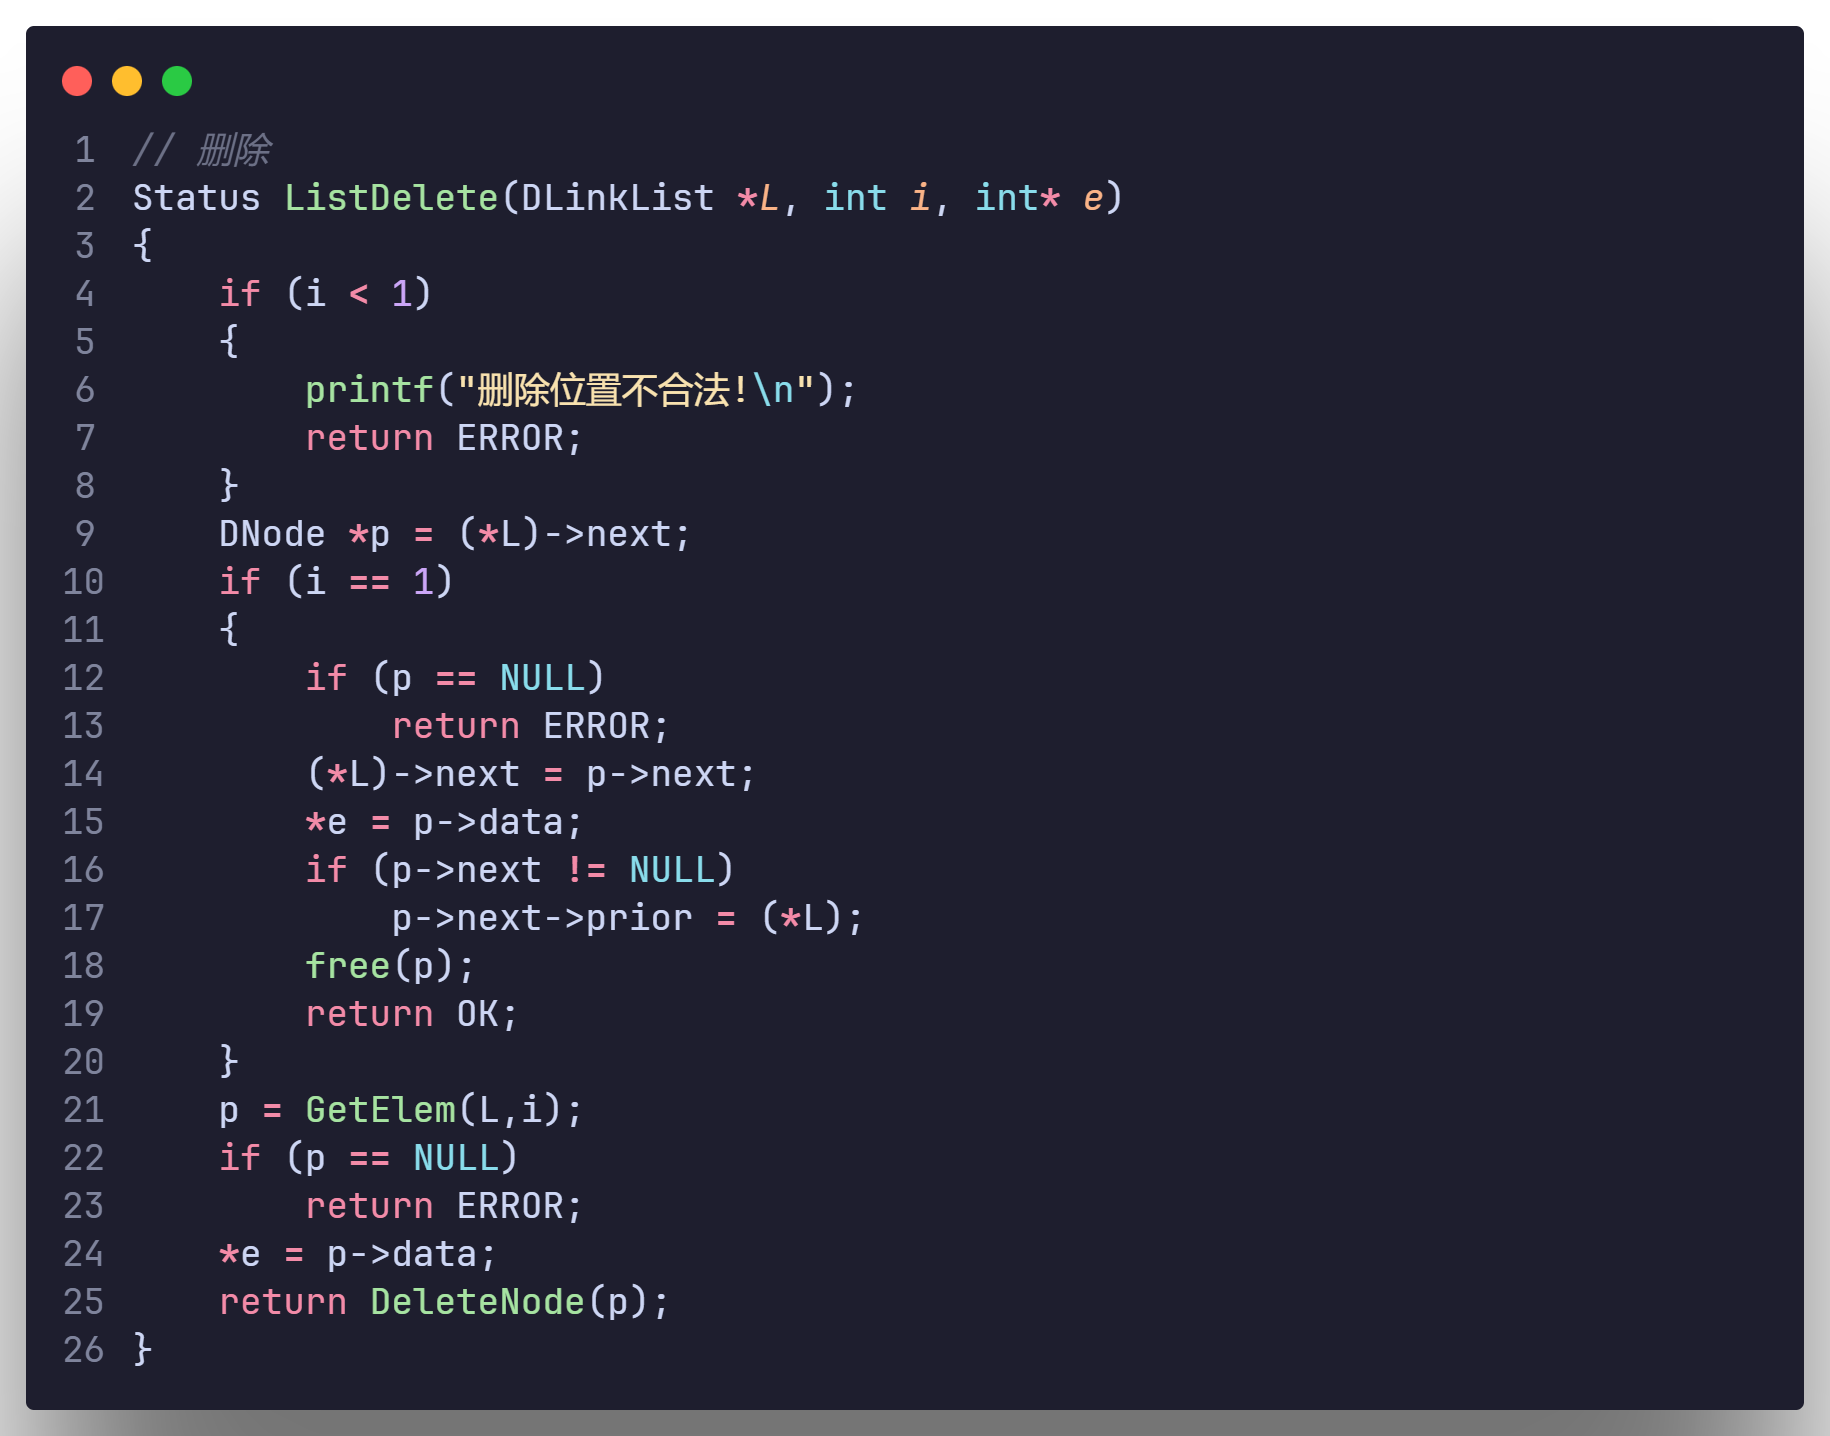 1 // 删除
2 Status ListDelete(DLinkList *L, int i, int* e)
3 {
4     if (i < 1)
5     {
6         printf("删除位置不合法!\n");
7         return ERROR;
8     }
9     DNode *p = (*L)->next;
10     if (i == 1)
11     {
12         if (p == NULL)
13             return ERROR;
14         (*L)->next = p->next;
15         *e = p->data;
16         if (p->next != NULL)
17             p->next->prior = (*L);
18         free(p);
19         return OK;
20     }
21     p = GetElem(L,i);
22     if (p == NULL)
23         return ERROR;
24     *e = p->data;
25     return DeleteNode(p);
26 }